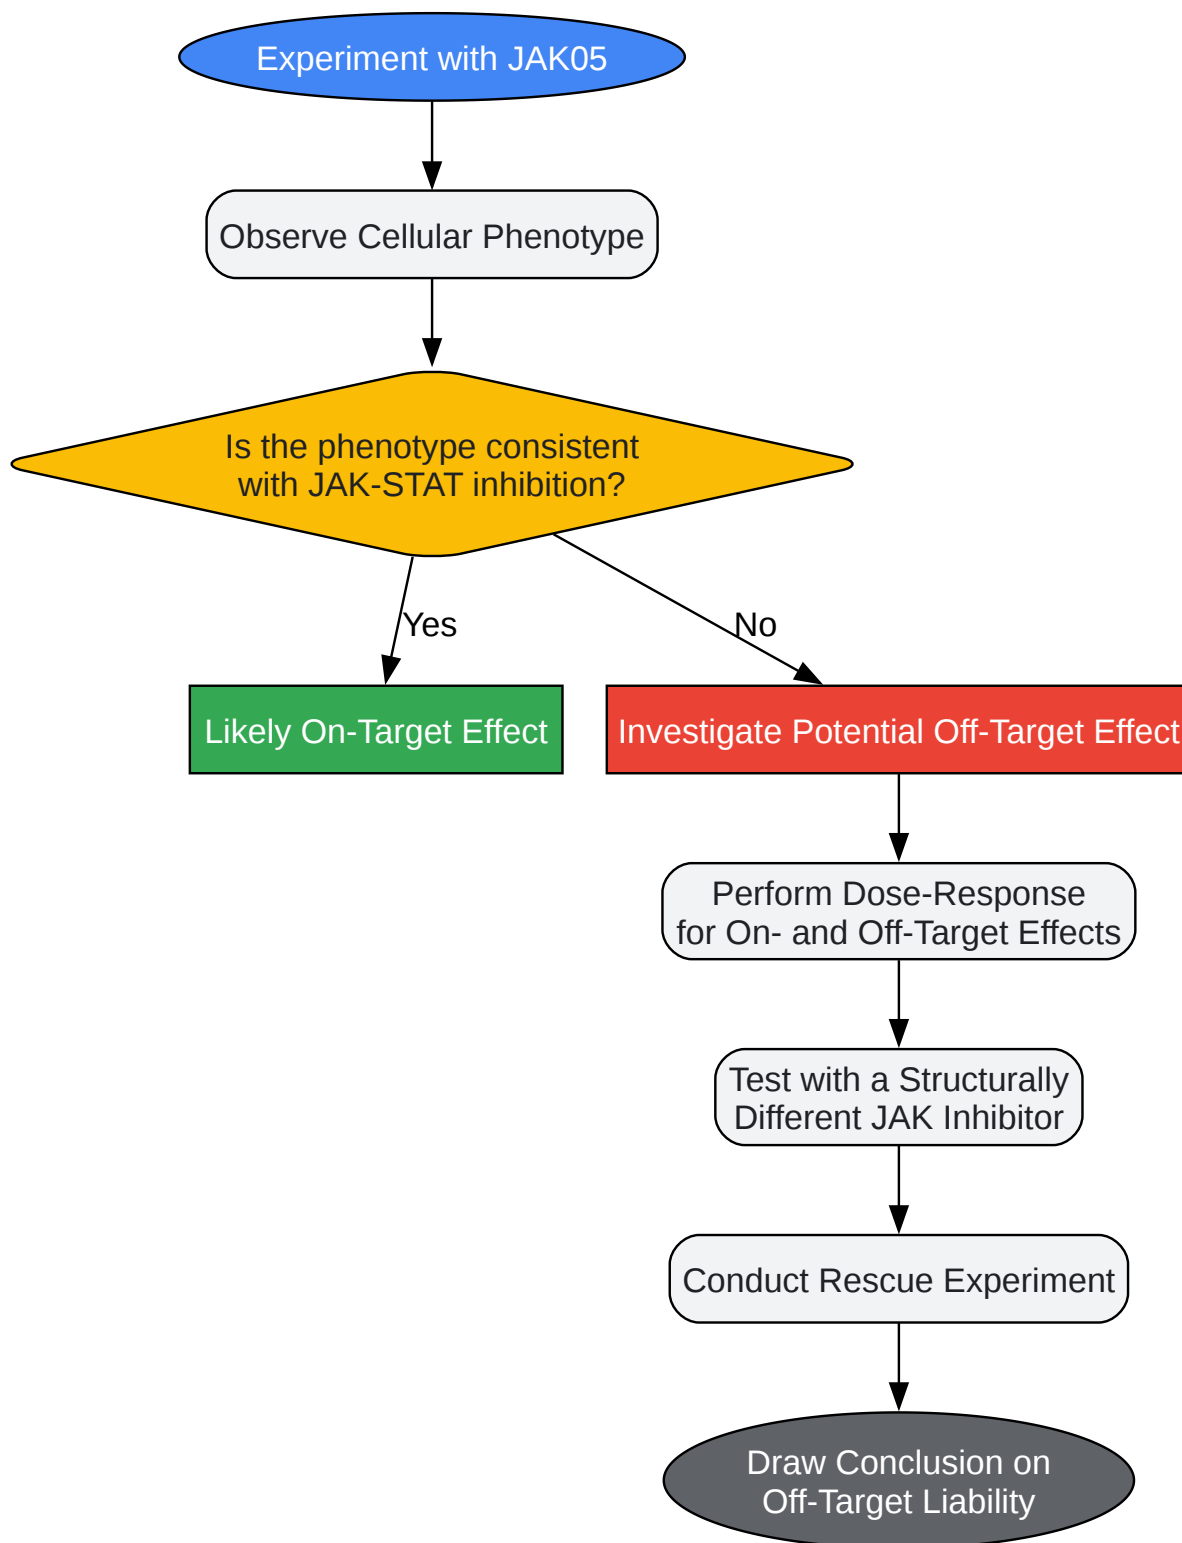 Experiment with JAK05
Observe Cellular Phenotype
Is the phenotype consistent
with JAK-STAT inhibition?
Yes
No
Likely On-Target Effect
Investigate Potential Off-Target Effect
Perform Dose-Response
for On- and Off-Target Effects
Test with a Structurally
Different JAK Inhibitor
Conduct Rescue Experiment
Draw Conclusion on
Off-Target Liability